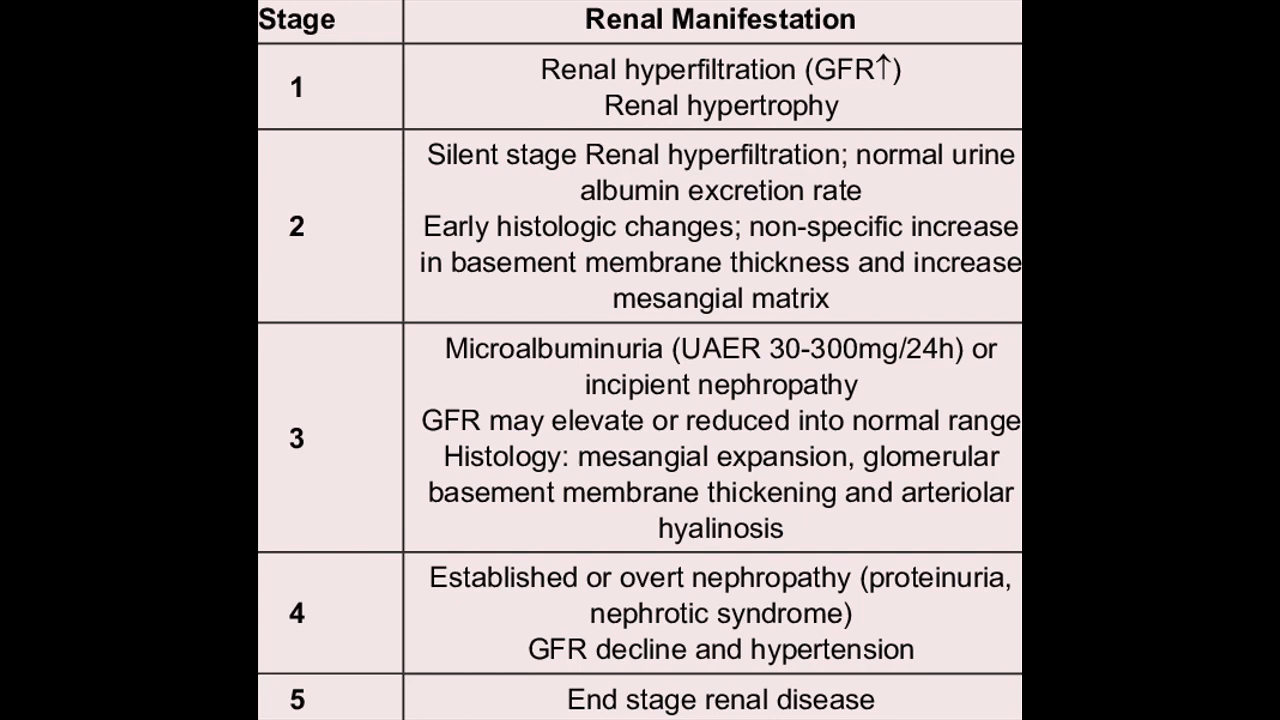 Stage Renal Manifestation
1
Renal hyperfiltration (GFR↑)
Renal hypertrophy
2
Silent stage Renal hyperfiltration; normal urine
albumin excretion rate
Early histologic changes; non-specific increase
in basement membrane thickness and increase
mesangial matrix
3
Microalbuminuria (UAER 30-300mg/24h) or
incipient nephropathy
GFR may elevate or reduced into normal range
Histology: mesangial expansion, glomerular
basement membrane thickening and arteriolar
hyalinosis
4
Established or overt nephropathy (proteinuria,
nephrotic syndrome)
GFR decline and hypertension
5 End stage renal disease